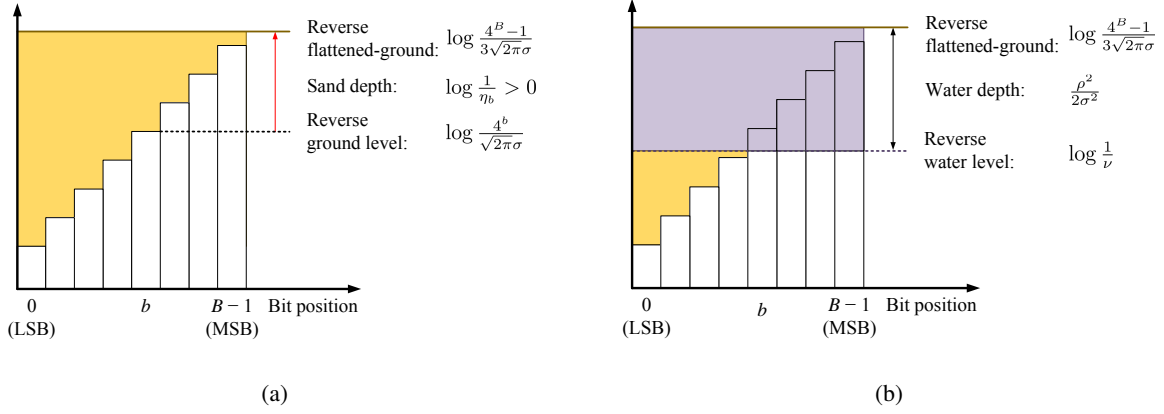 Reverse
flattened-ground: log (4^B − 1)/(3√(2π)σ)
Sand depth: log 1/η_b > 0
Reverse
ground level: log 4^b/(√(2π)σ)
0 b B − 1 Bit position
(LSB) (MSB)
(a)
Reverse
flattened-ground: log (4^B − 1)/(3√(2π)σ)
Water depth: ρ^2/(2σ^2)
Reverse
water level: log 1/ν
0 b B − 1 Bit position
(LSB) (MSB)
(b)